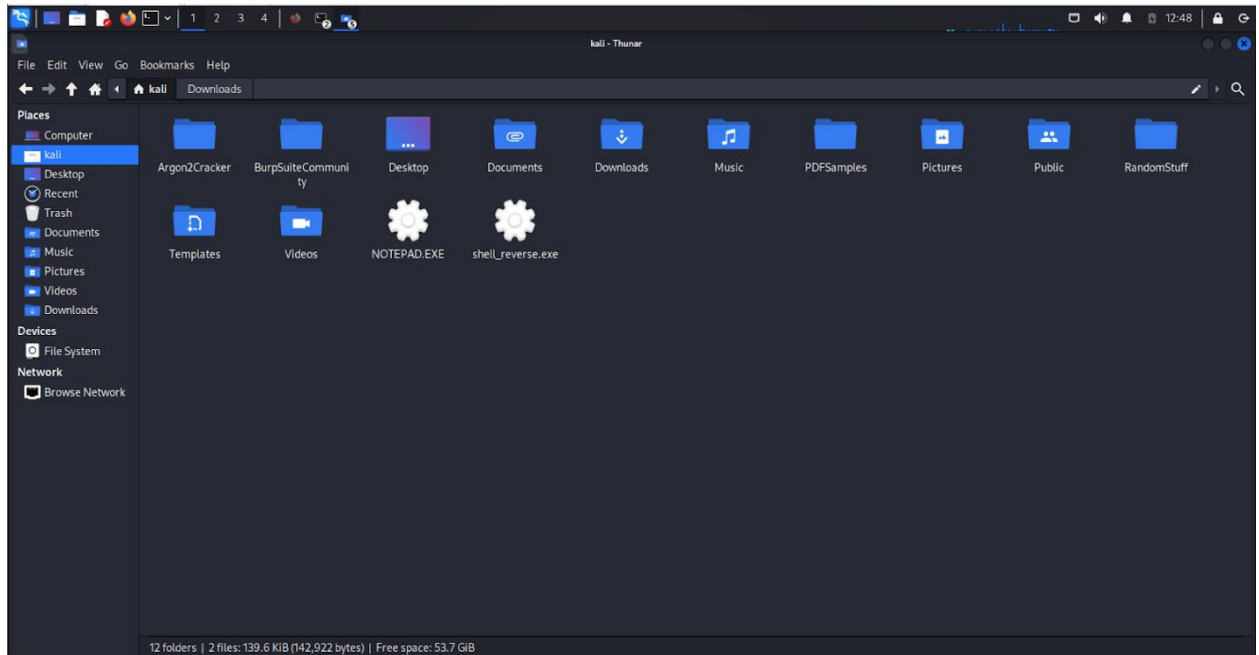 1 2 3 4 2 5 12:48
kali - Thunar
File Edit View Go Bookmarks Help
kali Downloads
Places
Computer
kali
Desktop
Recent
Trash
Documents
Music
Pictures
Videos
Downloads
Devices
File System
Network
Browse Network
Argon2Cracker BurpSuiteCommuni Desktop Documents Downloads Music PDFSamples Pictures Public RandomStuff
ty
Templates Videos NOTEPAD.EXE shell_reverse.exe
12 folders | 2 files: 139.6 KiB (142,922 bytes) | Free space: 53.7 GiB